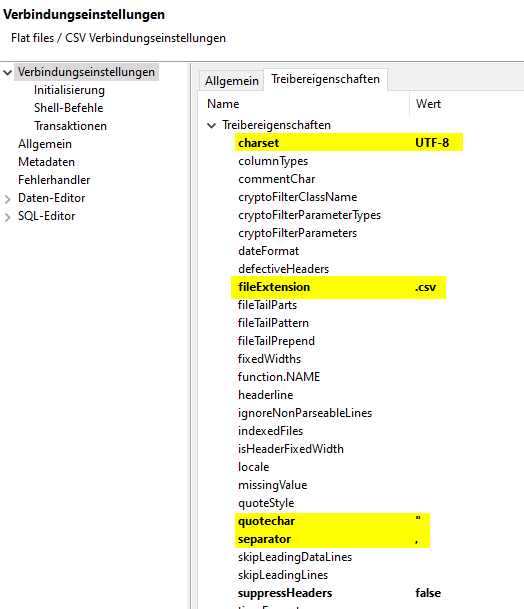 Verbindungseinstellungen
Flat files / CSV Verbindungseinstellungen
Verbindungseinstellungen
Initialisierung
Shell-Befehle
Transaktionen
Allgemein
Metadaten
Fehlerhandler
Daten-Editor
SQL-Editor
Allgemein Treibereigenschaften
Name Wert
Treibereigenschaften
charset UTF-8
columnTypes
commentChar
cryptoFilterClassName
cryptoFilterParameterTypes
cryptoFilterParameters
dateFormat
defectiveHeaders
fileExtension .csv
fileTailParts
fileTailPattern
fileTailPrepend
fixedWidths
function.NAME
headerline
ignoreNonParseableLines
indexedFiles
isHeaderFixedWidth
locale
missingValue
quoteStyle
quotechar "
separator ,
skipLeadingDataLines
skipLeadingLines
suppressHeaders false